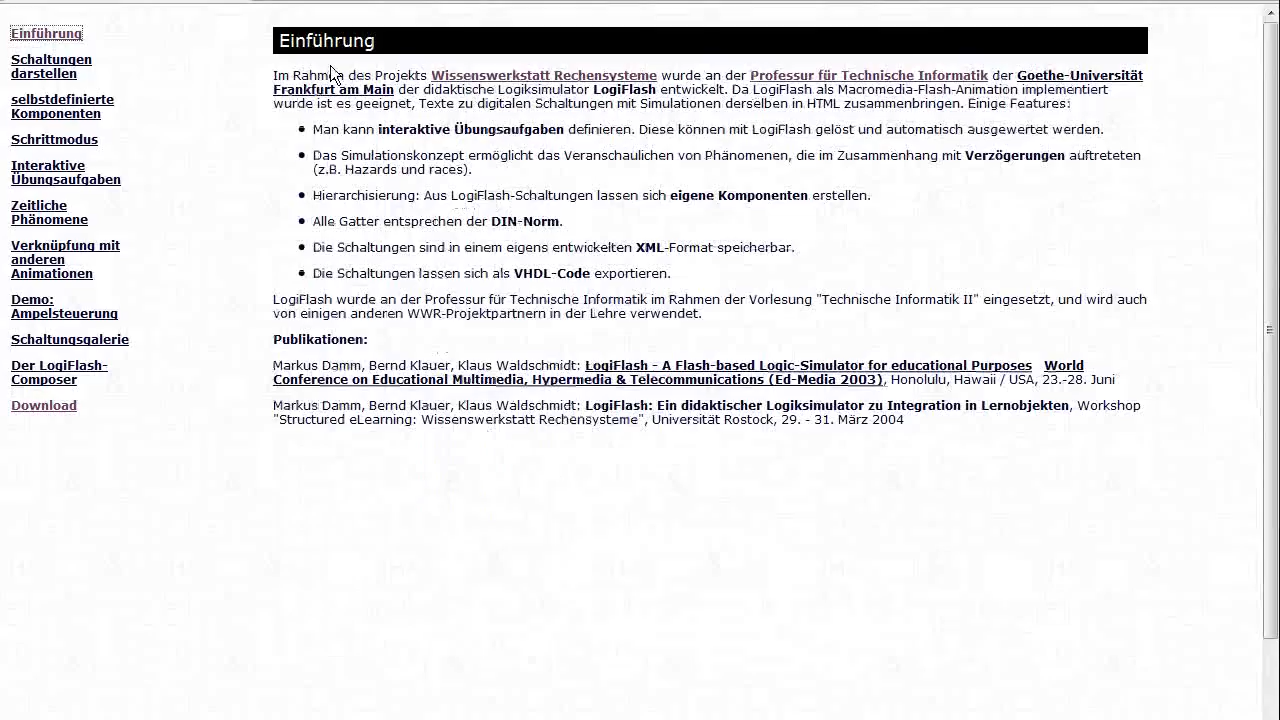 Einführung
Schaltungen
darstellen
selbstdefinierte
Komponenten
Schrittmodus
Interaktive
Übungsaufgaben
Zeitliche
Phänomene
Verknüpfung mit
anderen
Animationen
Demo:
Ampelsteuerung
Schaltungsgalerie
Der LogiFlash-
Composer
Download
Einführung
Im Rahmen des Projekts Wissenswerkstatt Rechensysteme wurde an der Professur für Technische Informatik der Goethe-Universität
Frankfurt am Main der didaktische Logiksimulator LogiFlash entwickelt. Da LogiFlash als Macromedia-Flash-Animation implementiert
wurde ist es geeignet, Texte zu digitalen Schaltungen mit Simulationen derselben in HTML zusammenbringen. Einige Features:
• Man kann interaktive Übungsaufgaben definieren. Diese können mit LogiFlash gelöst und automatisch ausgewertet werden.
• Das Simulationskonzept ermöglicht das Veranschaulichen von Phänomenen, die im Zusammenhang mit Verzögerungen auftreteten
(z.B. Hazards und races).
• Hierarchisierung: Aus LogiFlash-Schaltungen lassen sich eigene Komponenten erstellen.
• Alle Gatter entsprechen der DIN-Norm.
• Die Schaltungen sind in einem eigens entwickelten XML-Format speicherbar.
• Die Schaltungen lassen sich als VHDL-Code exportieren.
LogiFlash wurde an der Professur für Technische Informatik im Rahmen der Vorlesung "Technische Informatik II" eingesetzt, und wird auch
von einigen anderen WWR-Projektpartnern in der Lehre verwendet.
Publikationen:
Markus Damm, Bernd Klauer, Klaus Waldschmidt: LogiFlash - A Flash-based Logic-Simulator for educational Purposes World
Conference on Educational Multimedia, Hypermedia & Telecommunications (Ed-Media 2003), Honolulu, Hawaii / USA, 23.-28. Juni
Markus Damm, Bernd Klauer, Klaus Waldschmidt: LogiFlash: Ein didaktischer Logiksimulator zu Integration in Lernobjekten, Workshop
"Structured eLearning: Wissenswerkstatt Rechensysteme", Universität Rostock, 29. - 31. März 2004